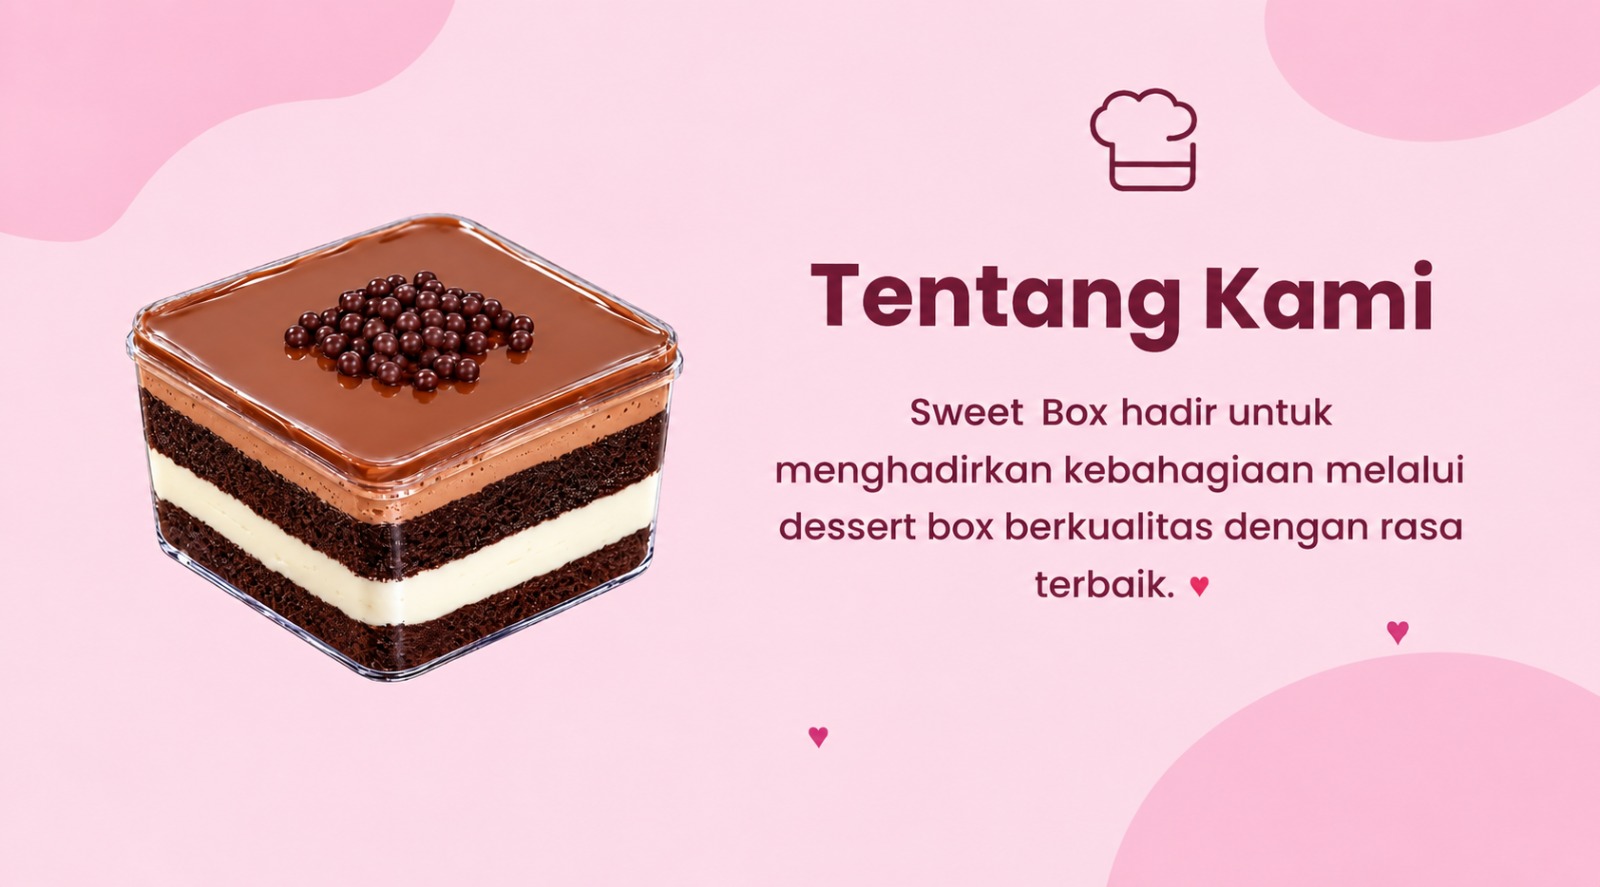 Tentang Kami
Sweet Box hadir untuk
menghadirkan kebahagiaan melalui
dessert box berkualitas dengan rasa
terbaik. ♥